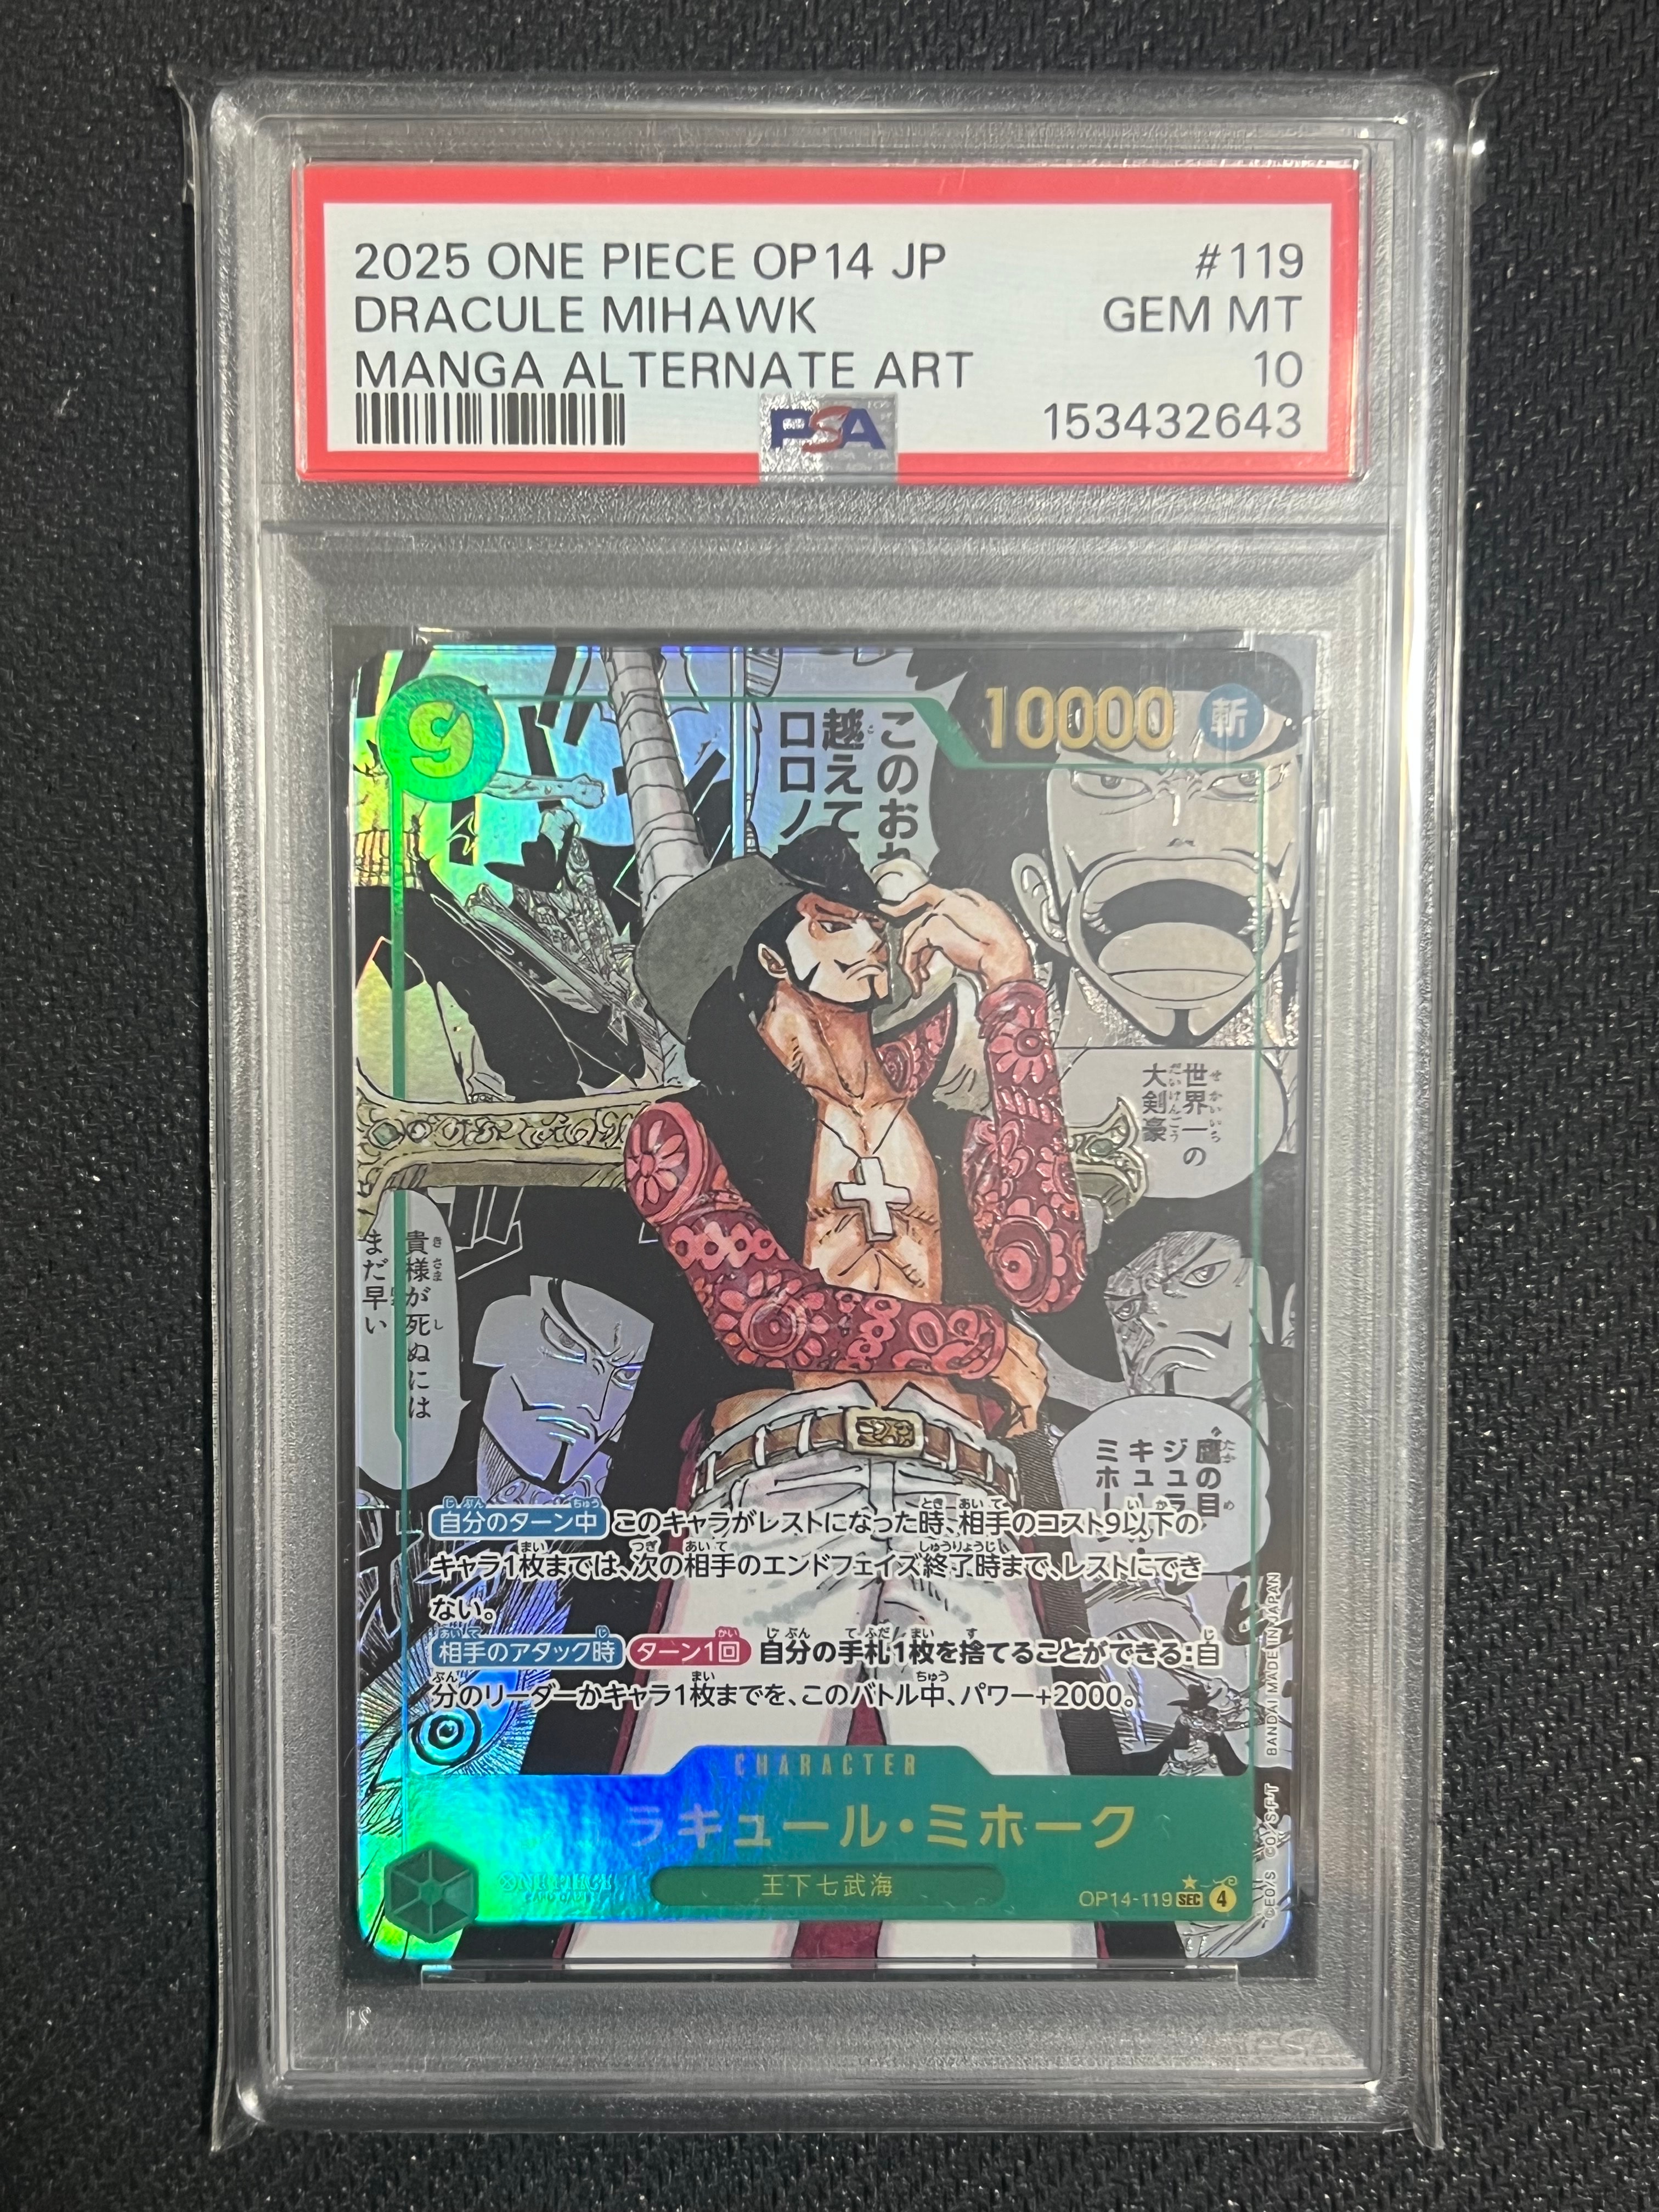 2025 ONE PIECE OP14 JP #119
DRACULE MIHAWK GEM MT
MANGA ALTERNATE ART 10
PSA 153432643
9
10000 斬
このおれ
越えて
ロロノ
世界一の
大剣豪
貴様が死ぬには
まだ早い
鷹の目
ジュラ
キュー
ミホー
自分のターン中 このキャラがレストになった時、相手のコスト9以下の
キャラ1枚までは、次の相手のエンドフェイズ終了時まで、レストにでき
ない。
相手のアタック時 ターン1回 自分の手札1枚を捨てることができる:自
分のリーダーかキャラ1枚までを、このバトル中、パワー+2000。
CHARACTER
ラキュール・ミホーク
王下七武海
ONE PIECE
CARD GAME
OP14-119 SEC 4
©E.O/S ©O/S.F-T BANDAI MADE IN JAPAN